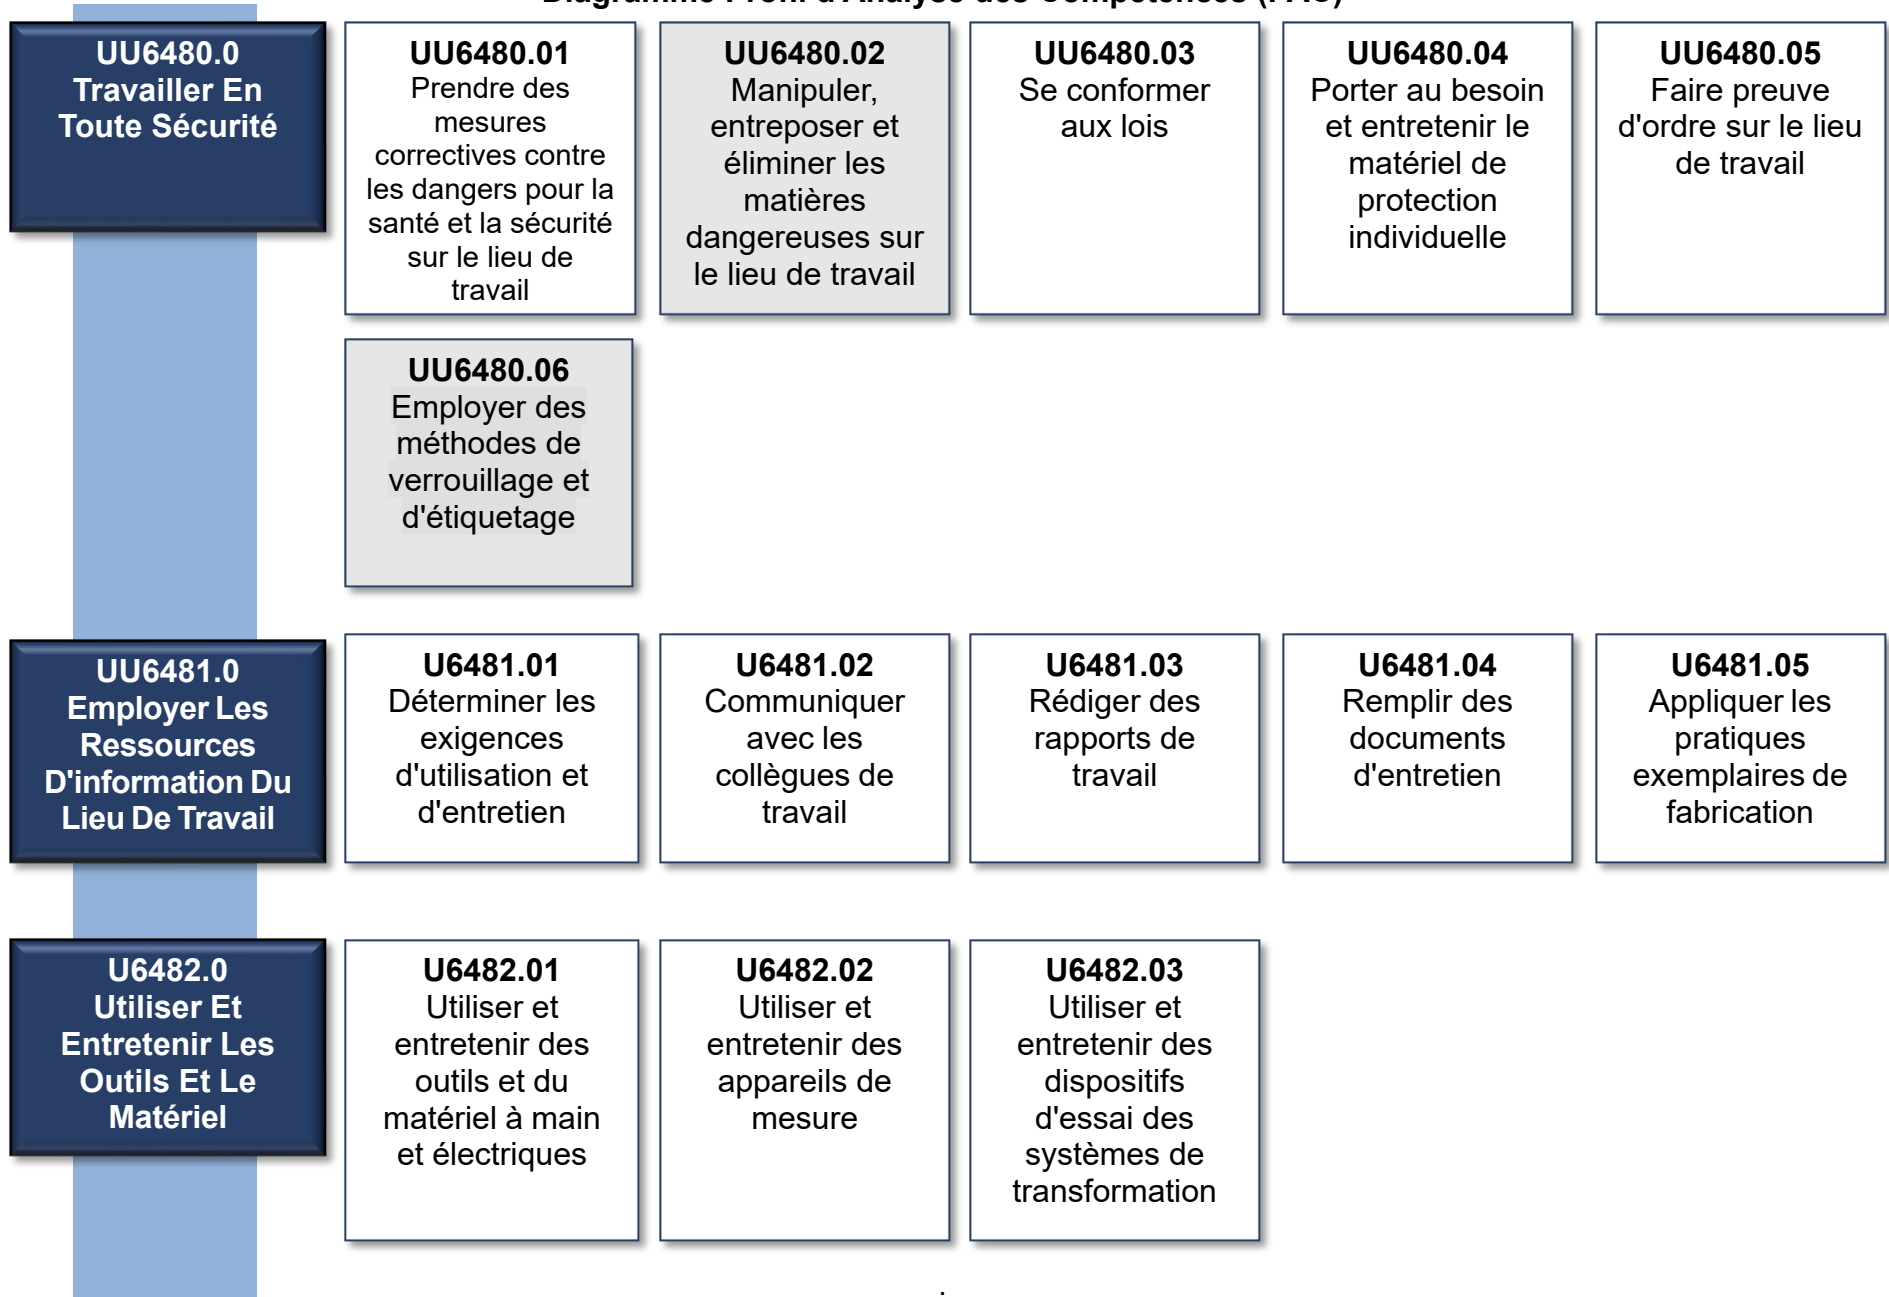 UU6480.0
Travailler En
Toute Sécurité
UU6480.01
Prendre des
mesures
correctives contre
les dangers pour la
santé et la sécurité
sur le lieu de
travail
UU6480.02
Manipuler,
entreposer et
éliminer les
matières
dangereuses sur
le lieu de travail
UU6480.03
Se conformer
aux lois
UU6480.04
Porter au besoin
et entretenir le
matériel de
protection
individuelle
UU6480.05
Faire preuve
d'ordre sur le lieu
de travail
UU6480.06
Employer des
méthodes de
verrouillage et
d'étiquetage
UU6481.0
Employer Les
Ressources
D'information Du
Lieu De Travail
U6481.01
Déterminer les
exigences
d'utilisation et
d'entretien
U6481.02
Communiquer
avec les
collègues de
travail
U6481.03
Rédiger des
rapports de
travail
U6481.04
Remplir des
documents
d'entretien
U6481.05
Appliquer les
pratiques
exemplaires de
fabrication
U6482.0
Utiliser Et
Entretenir Les
Outils Et Le
Matériel
U6482.01
Utiliser et
entretenir des
outils et du
matériel à main
et électriques
U6482.02
Utiliser et
entretenir des
appareils de
mesure
U6482.03
Utiliser et
entretenir des
dispositifs
d'essai des
systèmes de
transformation
.